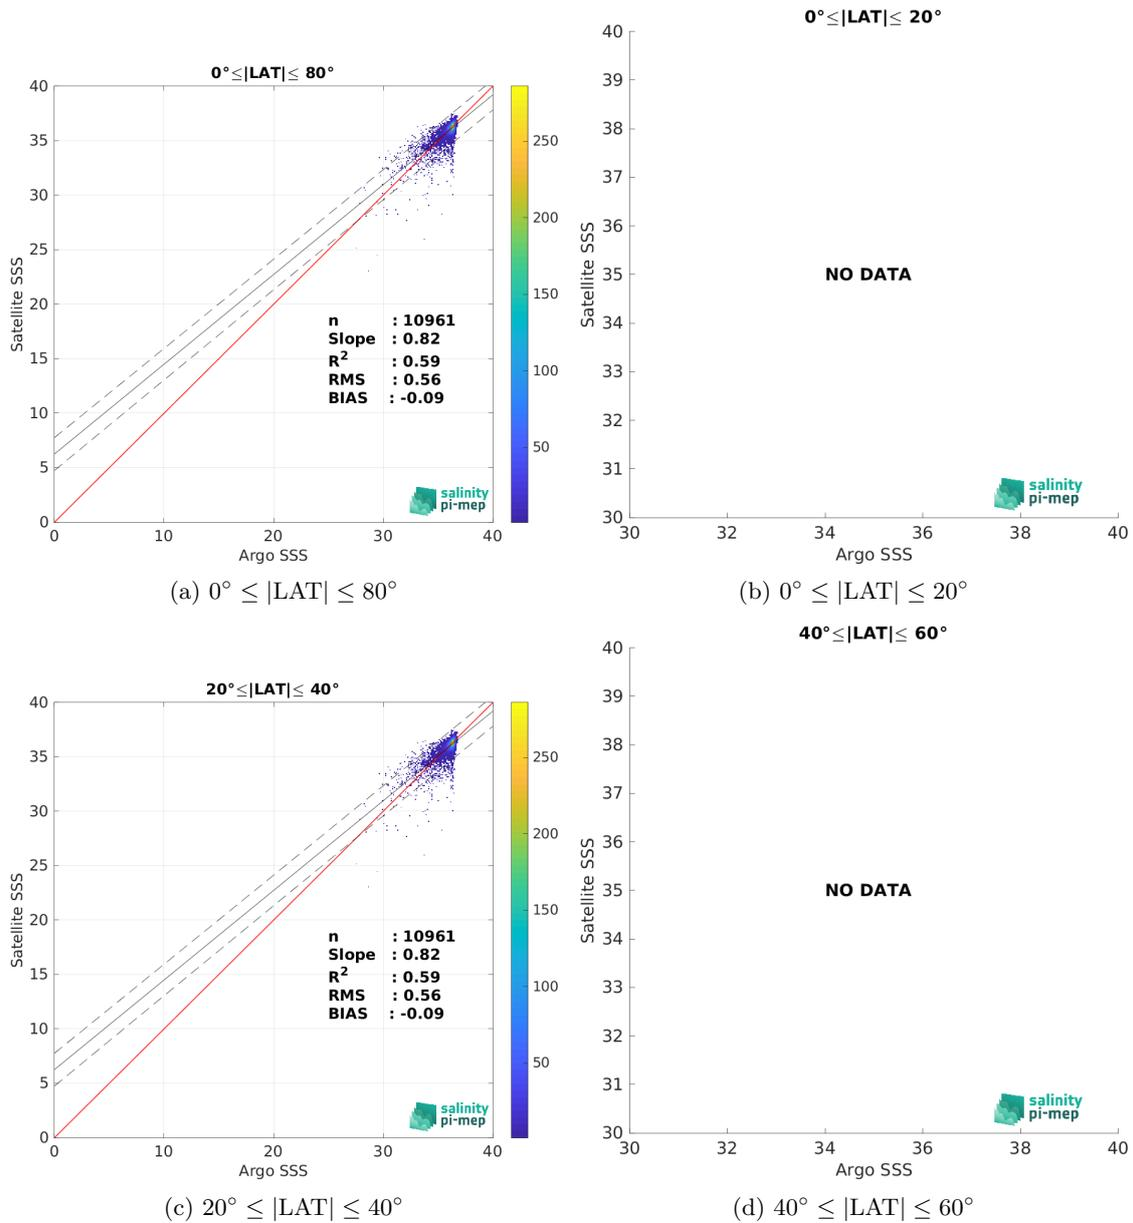 0°≤|LAT|≤ 80°
40
35
30
25
20
15
10
5
0
0
10
20
30
40
Satellite SSS
Argo SSS
250
200
150
100
50
n : 10961
Slope : 0.82
R² : 0.59
RMS : 0.56
BIAS : -0.09
salinity
pi-mep
(a) 0° ≤ |LAT| ≤ 80°
0°≤|LAT|≤ 20°
40
39
38
37
36
35
34
33
32
31
30
30
32
34
36
38
40
Satellite SSS
Argo SSS
NO DATA
salinity
pi-mep
(b) 0° ≤ |LAT| ≤ 20°
20°≤|LAT|≤ 40°
40
35
30
25
20
15
10
5
0
0
10
20
30
40
Satellite SSS
Argo SSS
250
200
150
100
50
n : 10961
Slope : 0.82
R² : 0.59
RMS : 0.56
BIAS : -0.09
salinity
pi-mep
(c) 20° ≤ |LAT| ≤ 40°
40°≤|LAT|≤ 60°
40
39
38
37
36
35
34
33
32
31
30
30
32
34
36
38
40
Satellite SSS
Argo SSS
NO DATA
salinity
pi-mep
(d) 40° ≤ |LAT| ≤ 60°